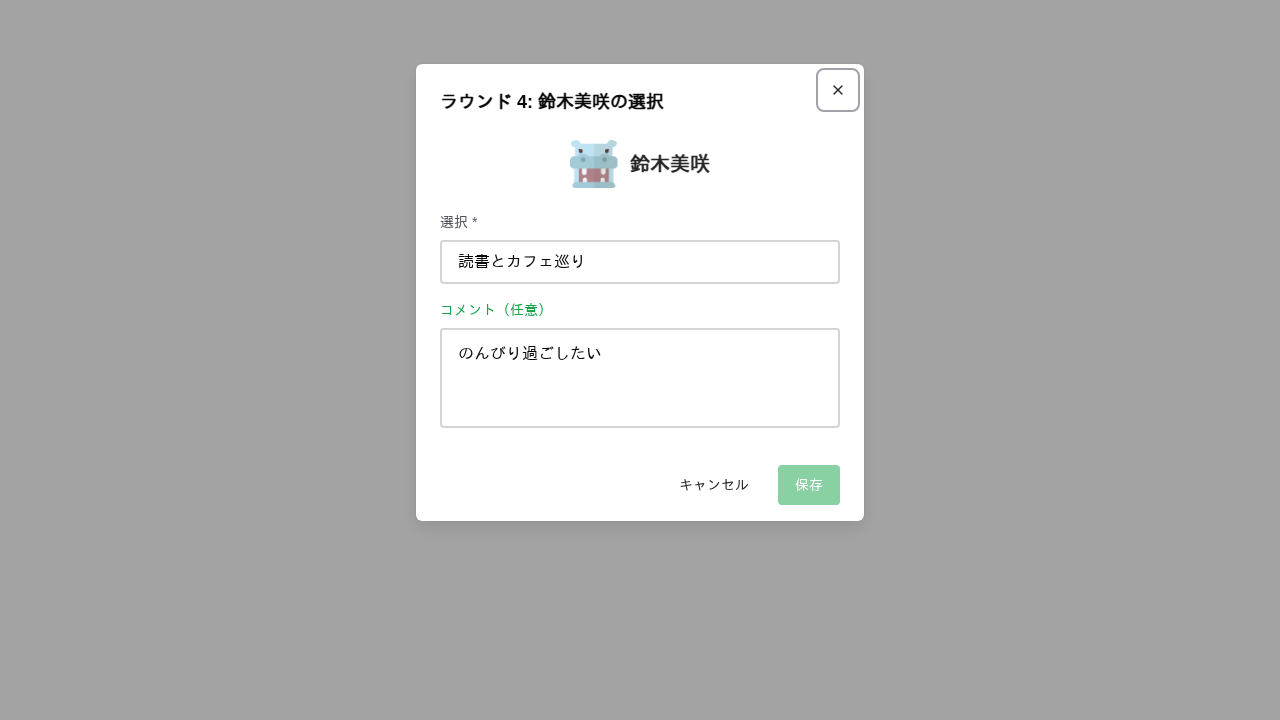 ラウンド 4: 鈴木美咲の選択
×
鈴木美咲
選択 *
読書とカフェ巡り
コメント（任意）
のんびり過ごしたい
キャンセル
保存